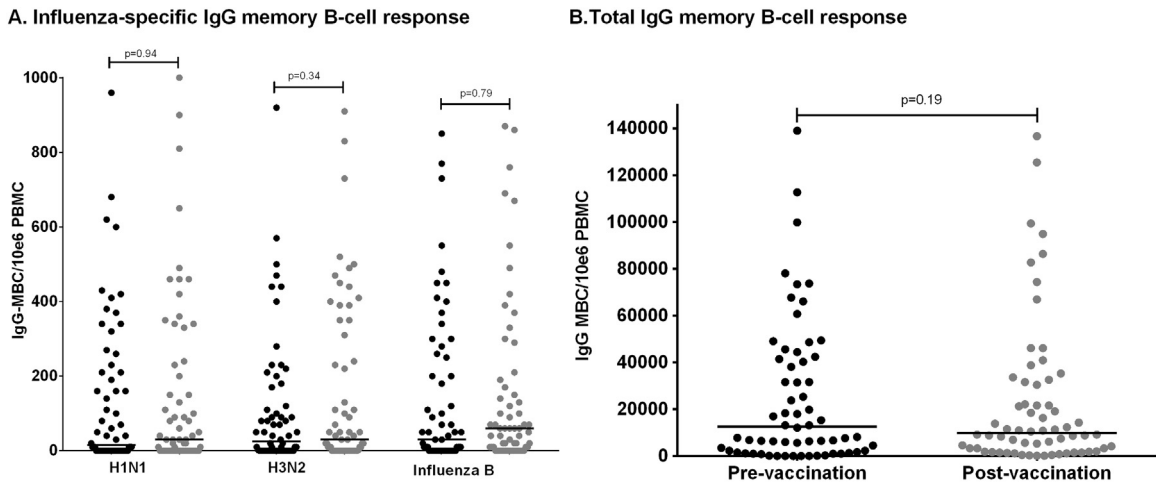 A. Influenza-specific IgG memory B-cell response
p=0.94
p=0.34
p=0.79
1000
800
600
400
200
0
IgG-MBC/10e6 PBMC
H1N1
H3N2
Influenza B
B.Total IgG memory B-cell response
p=0.19
140000
120000
100000
80000
60000
40000
20000
0
IgG MBC/10e6 PBMC
Pre-vaccination
Post-vaccination